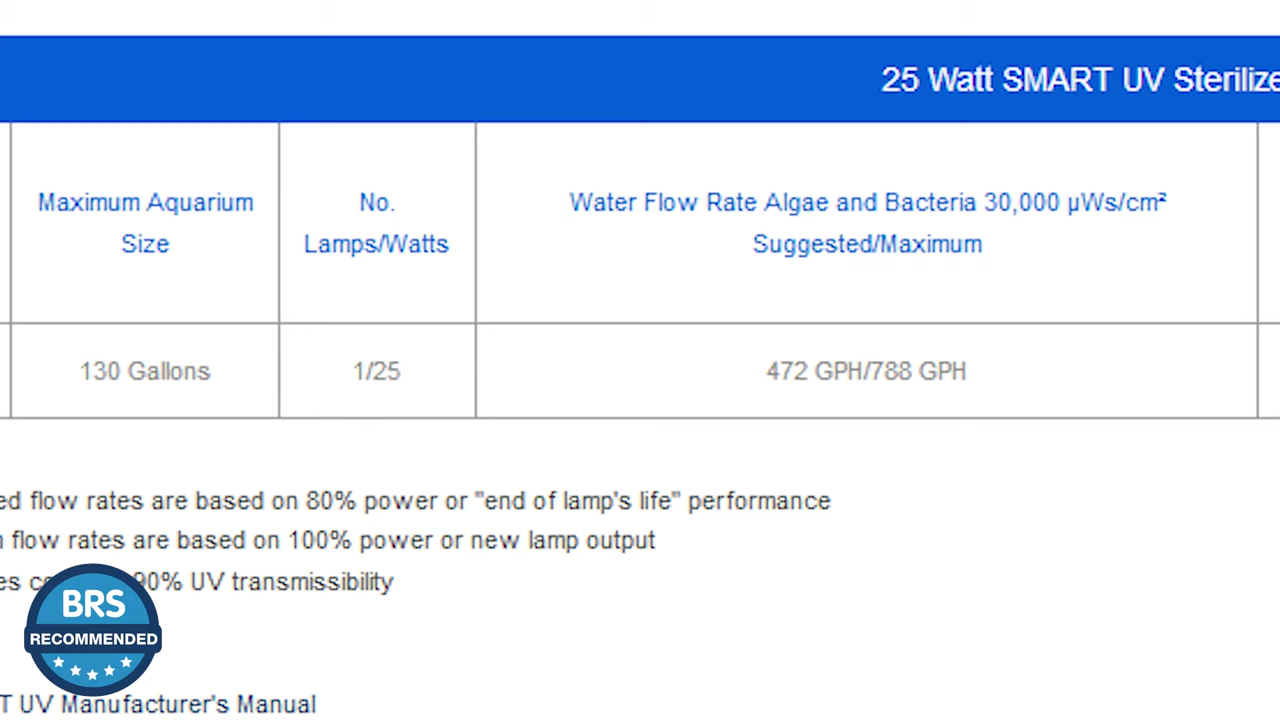 25 Watt SMART UV Sterilize
Maximum Aquarium
Size
No.
Lamps/Watts
Water Flow Rate Algae and Bacteria 30,000 µWs/cm²
Suggested/Maximum
130 Gallons
1/25
472 GPH/788 GPH
ed flow rates are based on 80% power or "end of lamp's life" performance
flow rates are based on 100% power or new lamp output
90% UV transmissibility
BRS
RECOMMENDED
T UV Manufacturer's Manual